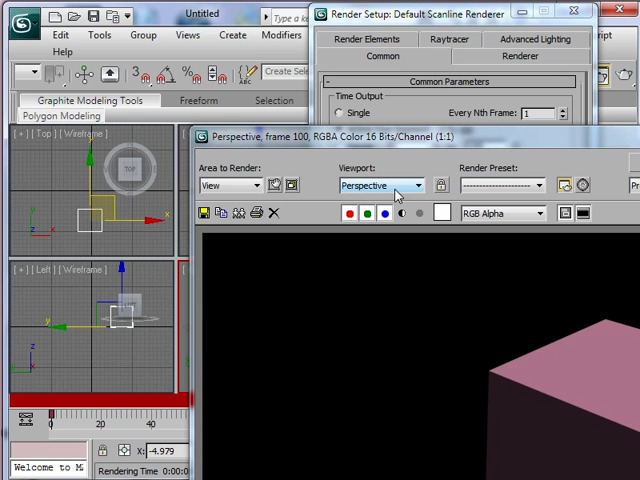 Untitled
Type a k
Edit Tools Group Views Create Modifiers
Help
Create Selec
Graphite Modeling Tools Freeform Selection
Polygon Modeling
Render Setup: Default Scanline Renderer
Render Elements Raytracer Advanced Lighting
Common Renderer
Common Parameters
Time Output
Single Every Nth Frame: 1
Perspective, frame 100, RGBA Color 16 Bits/Channel (1:1)
Area to Render: Viewport: Render Preset:
View Perspective
RGB Alpha
[ + ] [ Top ] [ Wireframe ]
TOP
y
x
z
x
[ + ] [ Left ] [ Wireframe ]
y
z
0 20 40
X: -4.979
Welcome to M
Rendering Time 0:00:0